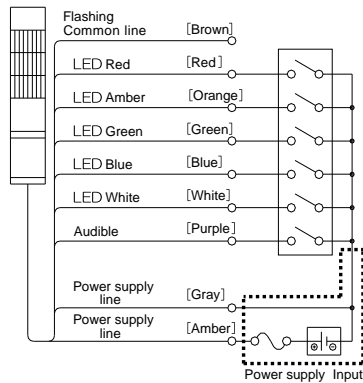 Flashing
Common line [Brown]
LED Red [Red]
LED Amber [Orange]
LED Green [Green]
LED Blue [Blue]
LED White [White]
Audible [Purple]
Power supply
line [Gray]
Power supply
line [Amber]
Power supply Input